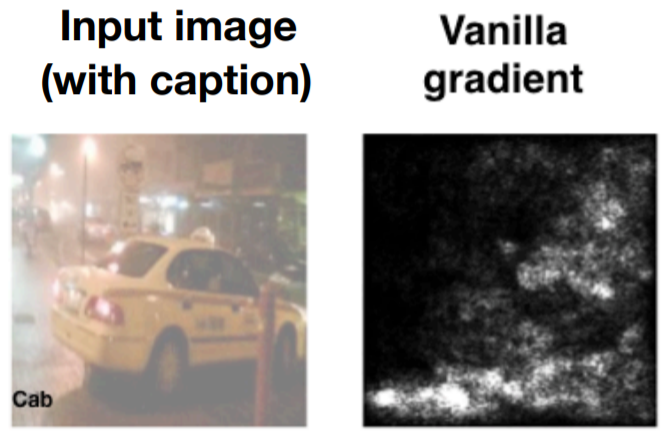 Input image
(with caption)
Vanilla
gradient
Cab